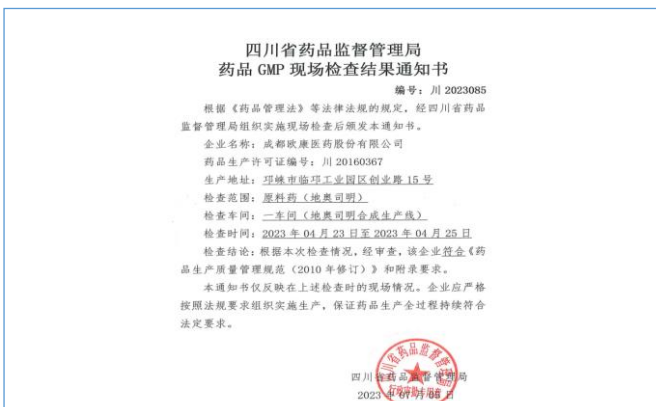 四川省药品监督管理局
药品 GMP 现场检查结果通知书
编号：川 2023085
根据《药品管理法》等法律法规的规定，经四川省药品
监督管理局组织实施现场检查后颁发本通知书。
企业名称：成都欧康医药股份有限公司
药品生产许可证编号：川 20160367
生产地址：邛崃市临邛工业园区创业路 15 号
检查范围：原料药（地奥司明）
检查车间：一车间（地奥司明合成生产线）
检查时间：2023 年 04 月 23 日至 2023 年 04 月 25 日
检查结论：根据本次检查情况，经审查，该企业符合《药
品生产质量管理规范（2010 年修订）》和附录要求。
本通知书仅反映在上述检查时的现场情况。企业应严格
按照法规要求组织实施生产，保证药品生产全过程持续符合
法定要求。
四川省药品监督管理局
2023 年 07 月 05 日